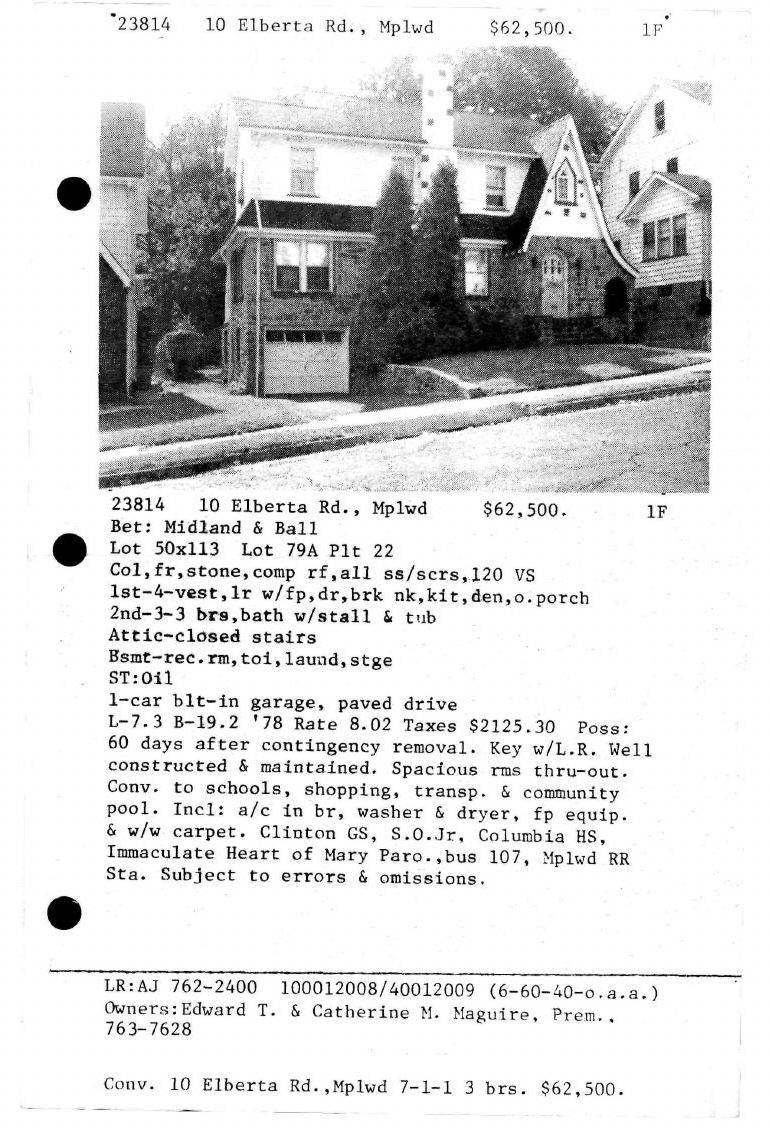 23814 10 Elberta Rd., Mplwd $62,500. 1F
23814 10 Elberta Rd., Mplwd $62,500. 1F
Bet: Midland & Ball
Lot 50x113 Lot 79A Plt 22
Col,fr,stone,comp rf,all ss/scrs,120 VS
1st-4-vest,lr w/fp,dr,brk nk,kit,den,o.porch
2nd-3-3 brs,bath w/stall & tub
Attic-closed stairs
Bsmt-rec.rm,toi,laund,stge
ST:Oil
1-car blt-in garage, paved drive
L-7.3 B-19.2 '78 Rate 8.02 Taxes $2125.30 Poss:
60 days after contingency removal. Key w/L.R. Well
constructed & maintained. Spacious rms thru-out.
Conv. to schools, shopping, transp. & community
pool. Incl: a/c in br, washer & dryer, fp equip.
& w/w carpet. Clinton GS, S.O.Jr, Columbia HS,
Immaculate Heart of Mary Paro.,bus 107, Mplwd RR
Sta. Subject to errors & omissions.
LR:AJ 762-2400 100012008/40012009 (6-60-40-o.a.a.)
Owners:Edward T. & Catherine M. Maguire, Prem.,
763-7628
Conv. 10 Elberta Rd.,Mplwd 7-1-1 3 brs. $62,500.